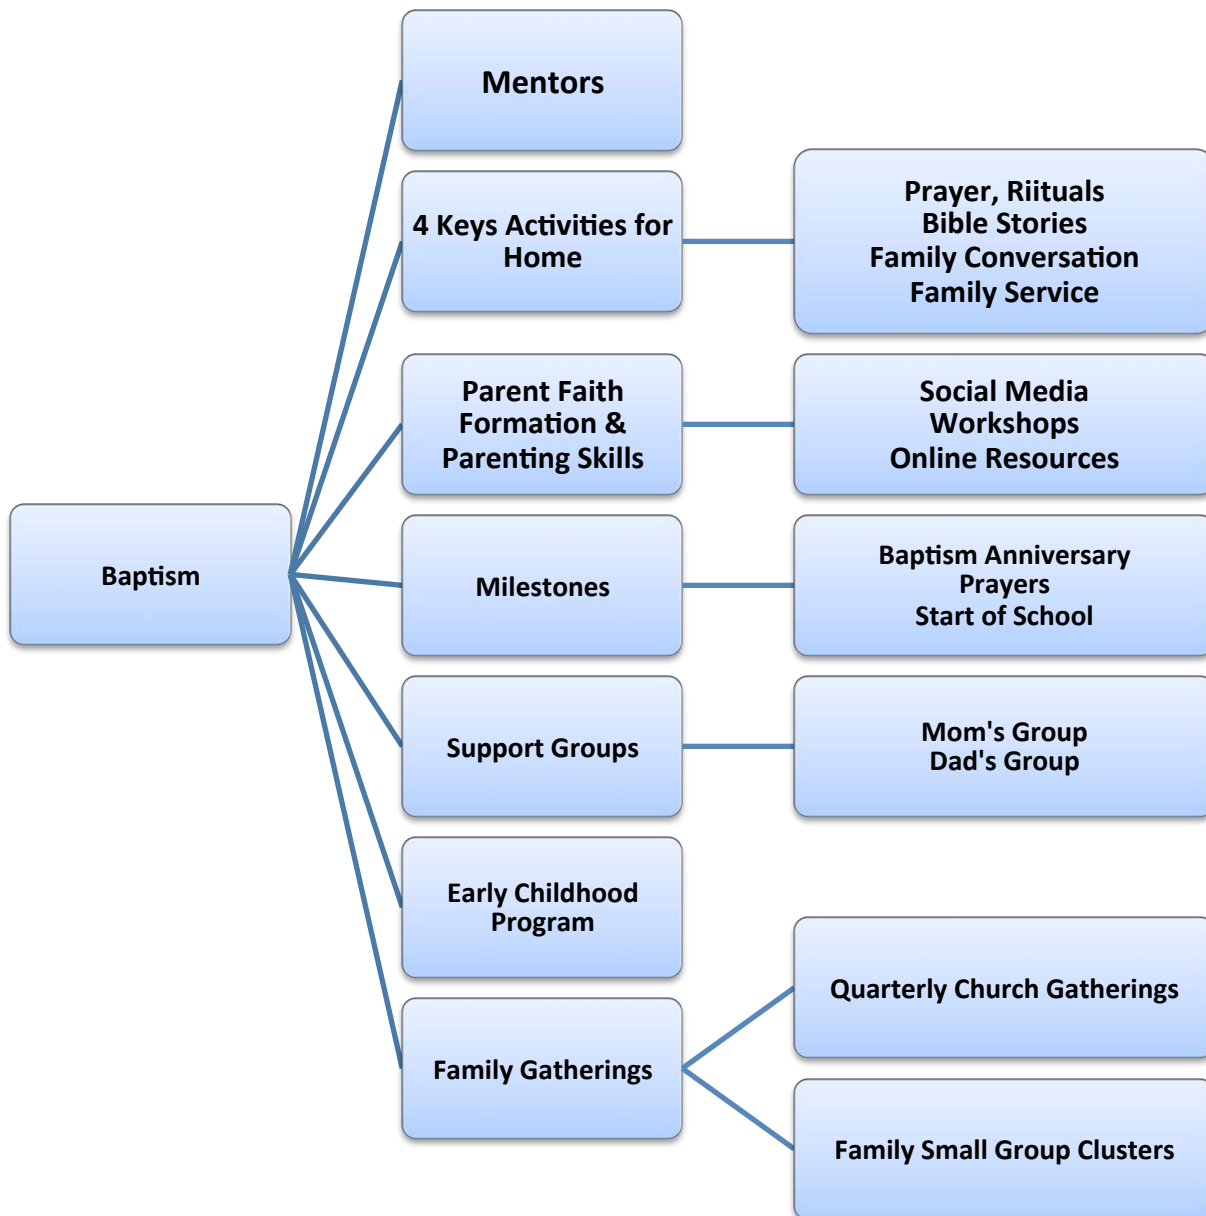 Mentors
4 Keys Activities for
Home
Prayer, Riituals
Bible Stories
Family Conversation
Family Service
Parent Faith
Formation &
Parenting Skills
Social Media
Workshops
Online Resources
Baptism
Milestones
Baptism Anniversary
Prayers
Start of School
Support Groups
Mom's Group
Dad's Group
Early Childhood
Program
Family Gatherings
Quarterly Church Gatherings
Family Small Group Clusters